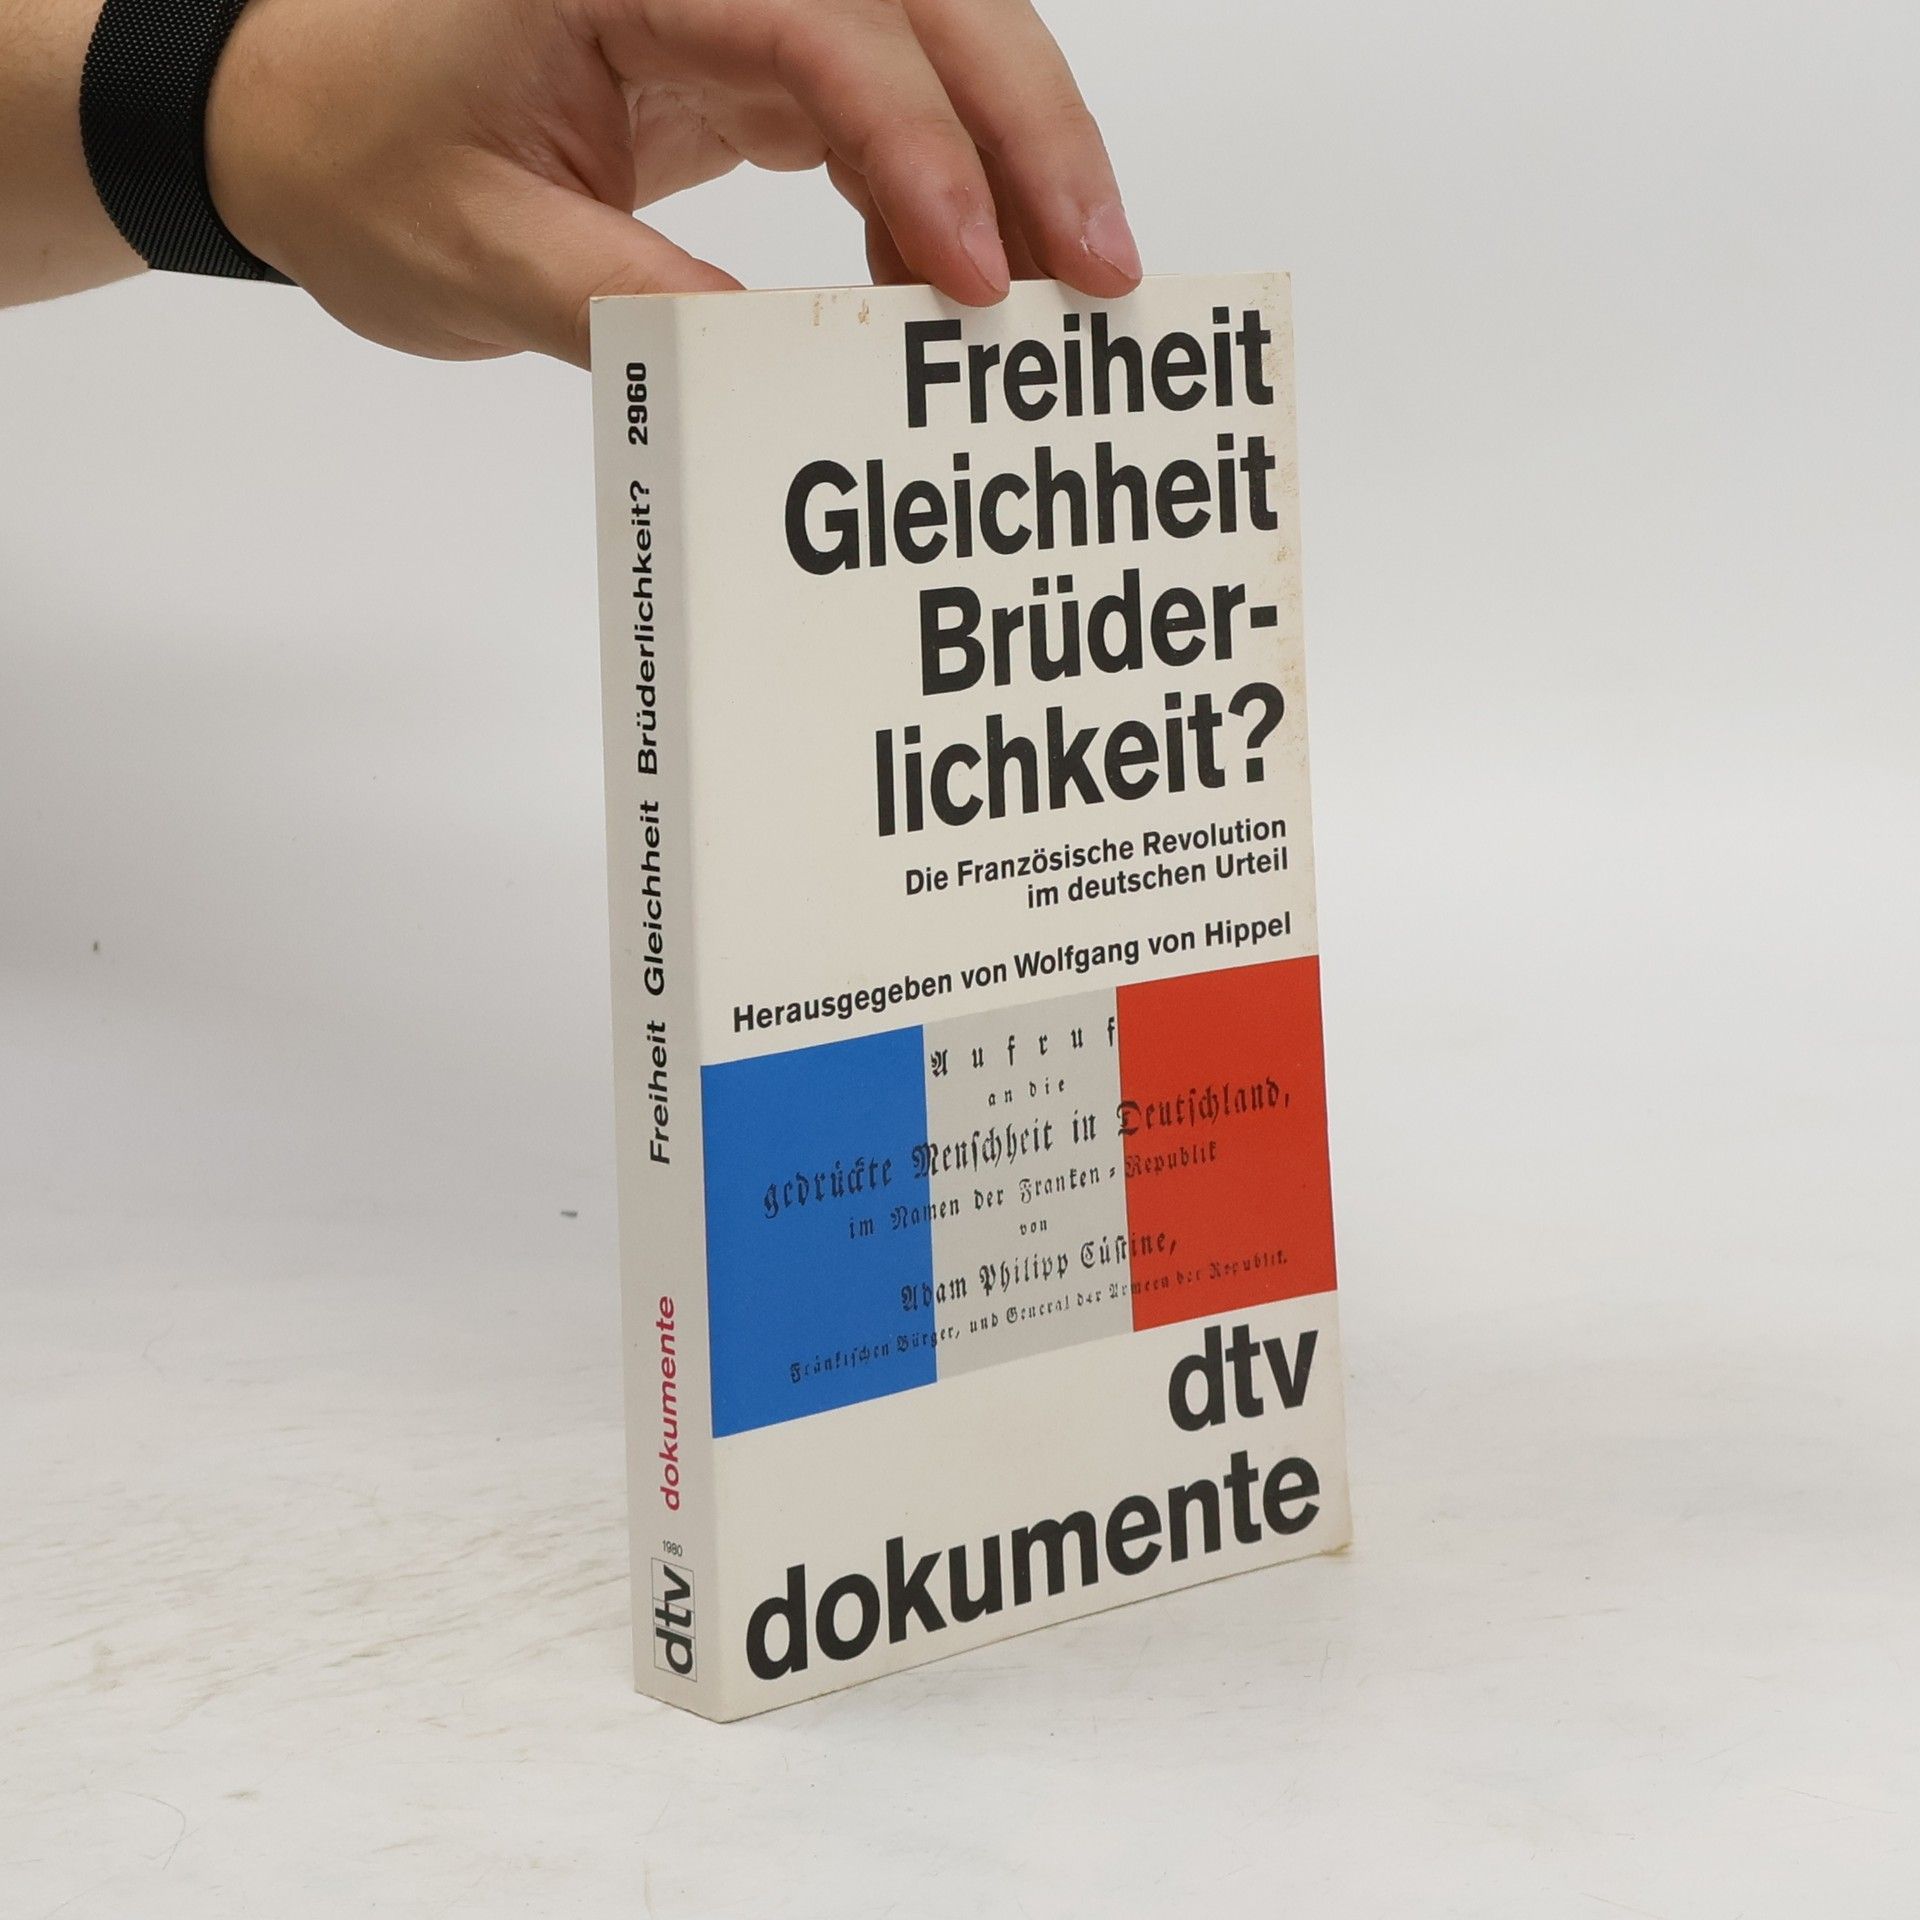 Freiheit
Gleichheit
Brüder-
lichkeit?
Die Französische Revolution
im deutschen Urteil
Herausgegeben von Wolfgang von Hippel
Aufruf
an die
gedrückte Menschheit in Deutschland,
im Namen der Franken-Republik
von
Adam Philipp Cüstine,
Fränkischen Bürger, und General der Armeen der Republik.
dtv
dokumente
Freiheit Gleichheit Brüderlichkeit? 2960
dokumente
1980
dtv